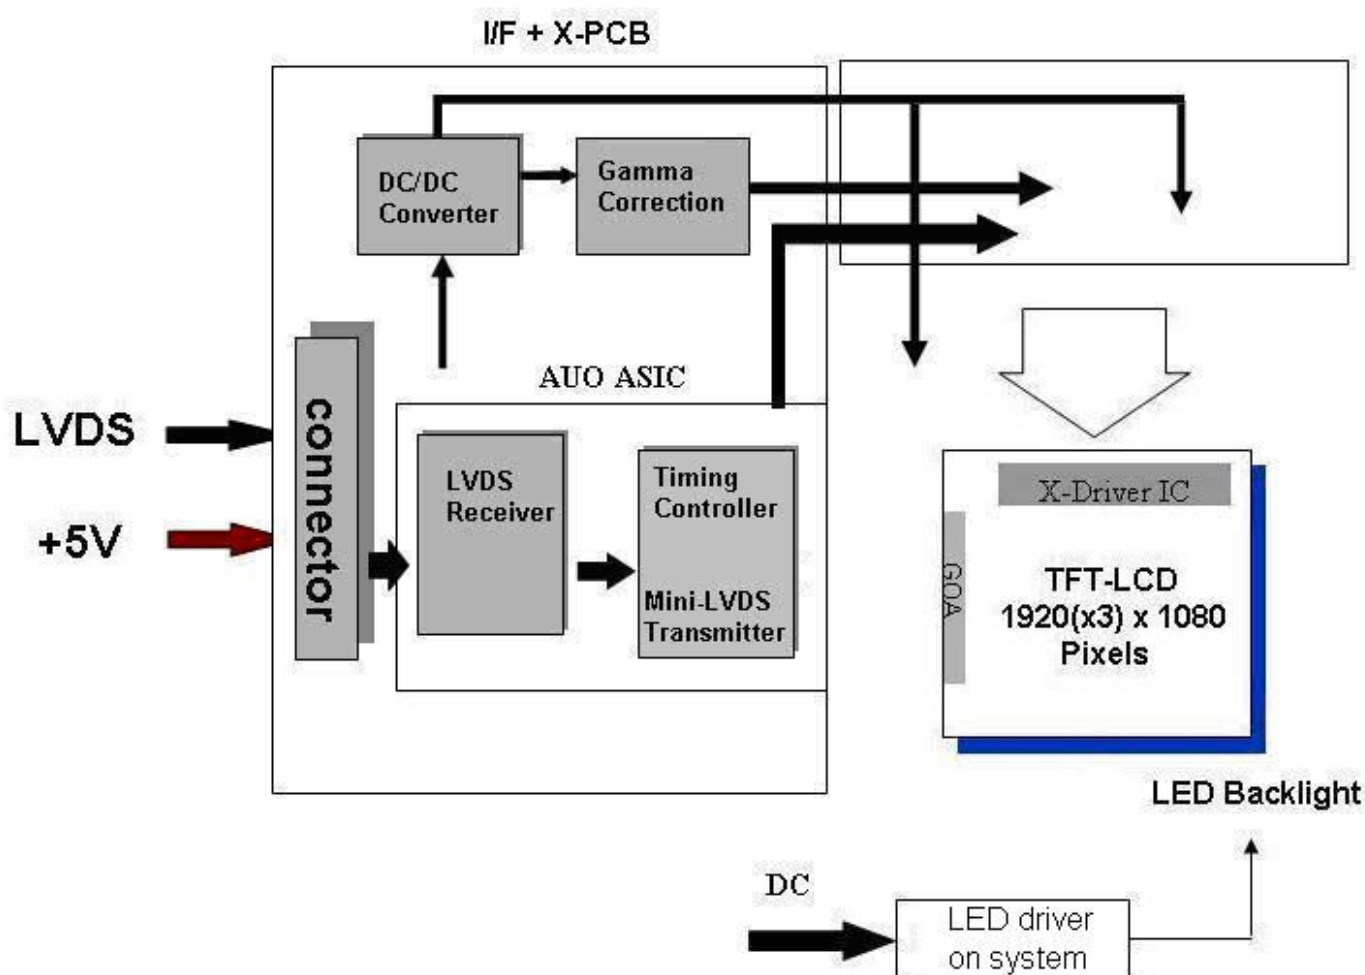 I/F + X-PCB
DC/DC
Converter
Gamma
Correction
AUO ASIC
LVDS
+5V
connector
LVDS
Receiver
Timing
Controller
Mini-LVDS
Transmitter
X-Driver IC
GOA
TFT-LCD
1920(x3) x 1080
Pixels
LED Backlight
DC
LED driver
on system